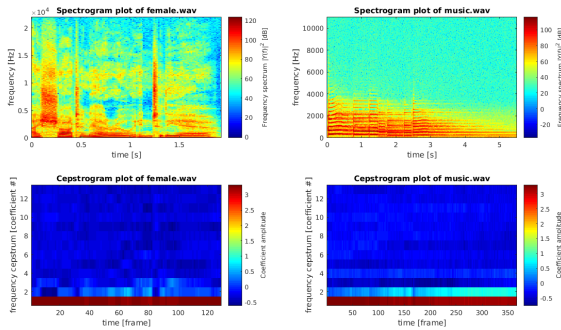 Spectrogram plot of female.wav
×10⁴
frequency [Hz]
2
1.5
1
0.5
0
0 0.5 1 1.5
time [s]
120
100
80
60
40
20
0
Frequency spectrum |Y(f)|² [dB]
Spectrogram plot of music.wav
frequency [Hz]
10000
8000
6000
4000
2000
0
0 1 2 3 4 5
time [s]
100
80
60
40
20
0
-20
Frequency spectrum |Y(f)|² [dB]
Cepstrogram plot of female.wav
frequency cepstrum [coefficient #]
12
10
8
6
4
2
20 40 60 80 100 120
time [frame]
3
2.5
2
1.5
1
0.5
0
-0.5
Coefficient amplitude
Cepstrogram plot of music.wav
frequency cepstrum [coefficient #]
12
10
8
6
4
2
50 100 150 200 250 300 350
time [frame]
3
2.5
2
1.5
1
0.5
0
-0.5
Coefficient amplitude